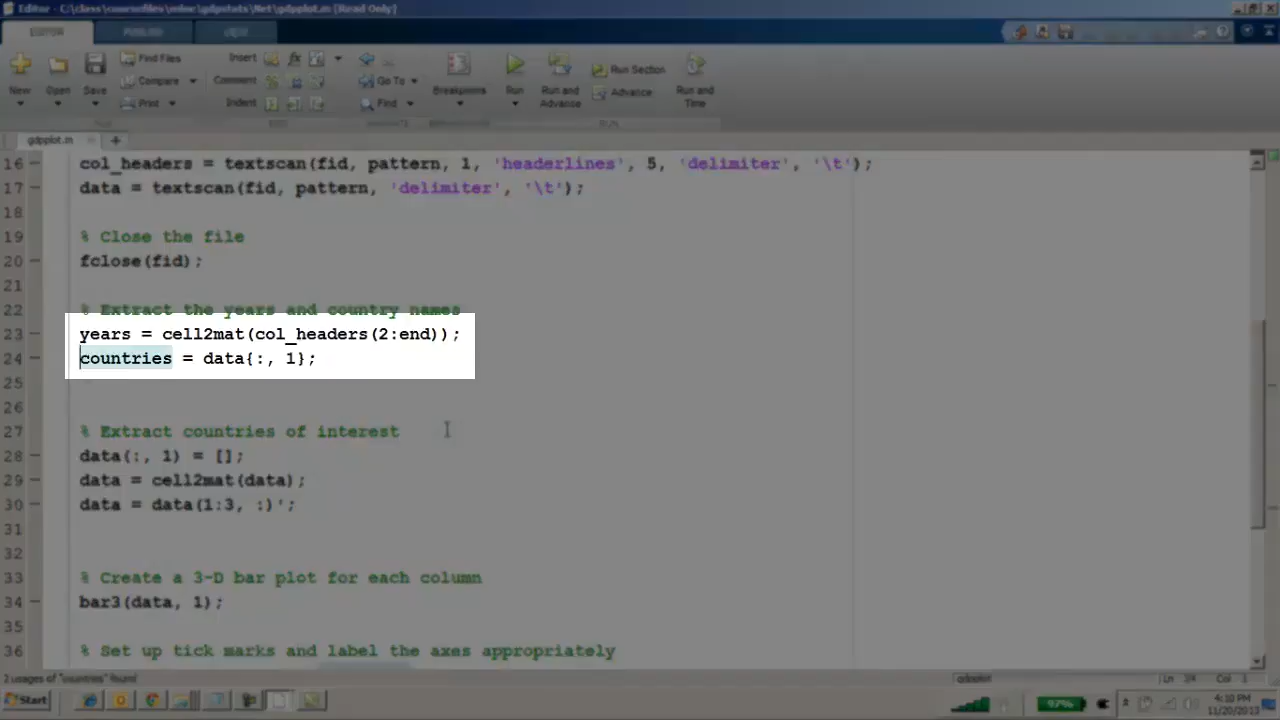 Editor - C:\class\coursefiles\mlnc\gdpstats\Net\gdpplot.m [Read Only]
EDITOR PUBLISH VIEW
New Open Save Find Files Compare Print Insert Comment Indent Go To Find Breakpoints Run Run and Advance Run Section Advance Run and Time
RUN
gdpplot.m
16 col_headers = textscan(fid, pattern, 1, 'headerlines', 5, 'delimiter', '\t');
17 data = textscan(fid, pattern, 'delimiter', '\t');
18
19 % Close the file
20 fclose(fid);
21
22 % Extract the years and country names
23 years = cell2mat(col_headers(2:end));
24 countries = data{:, 1};
25
26
27 % Extract countries of interest
28 data(:, 1) = [];
29 data = cell2mat(data);
30 data = data(1:3, :)';
31
32
33 % Create a 3-D bar plot for each column
34 bar3(data, 1);
35
36 % Set up tick marks and label the axes appropriately
2 usages of "countries" found gdpplot Ln 24 Col 1
Start 97% 4:10 PM
11/20/2013